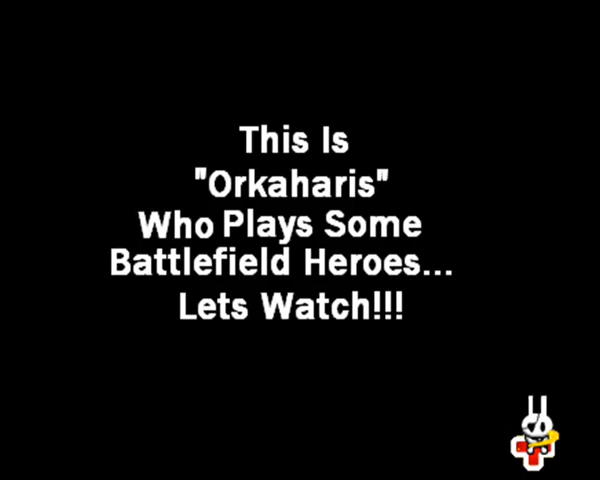 This Is
"Orkaharis"
Who Plays Some
Battlefield Heroes...
Lets Watch!!!